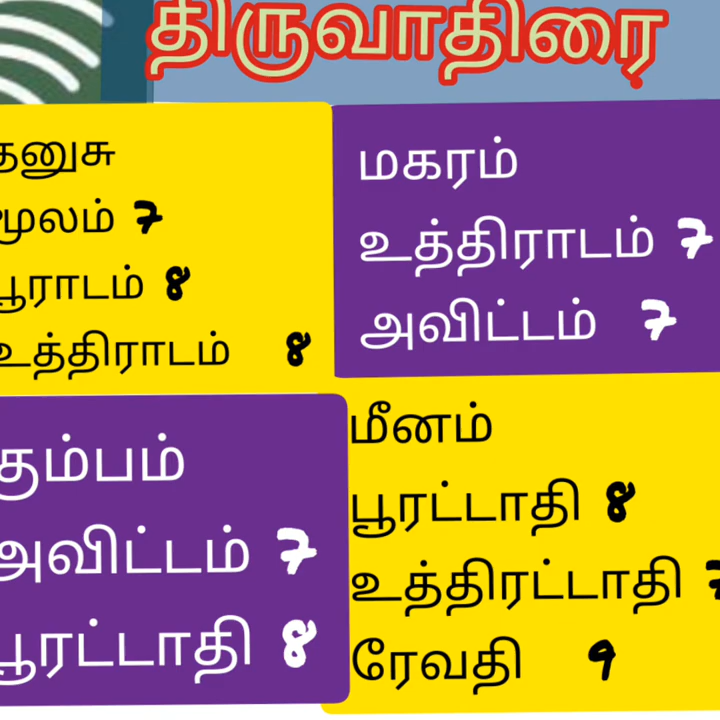 திருவாதிரை
தனுசு
மூலம் 7
பூராடம் 8
உத்திராடம் 8
மகரம்
உத்திராடம் 7
அவிட்டம் 7
கும்பம்
அவிட்டம் 7
பூரட்டாதி 8
மீனம்
பூரட்டாதி 8
உத்திரட்டாதி 7
ரேவதி 9